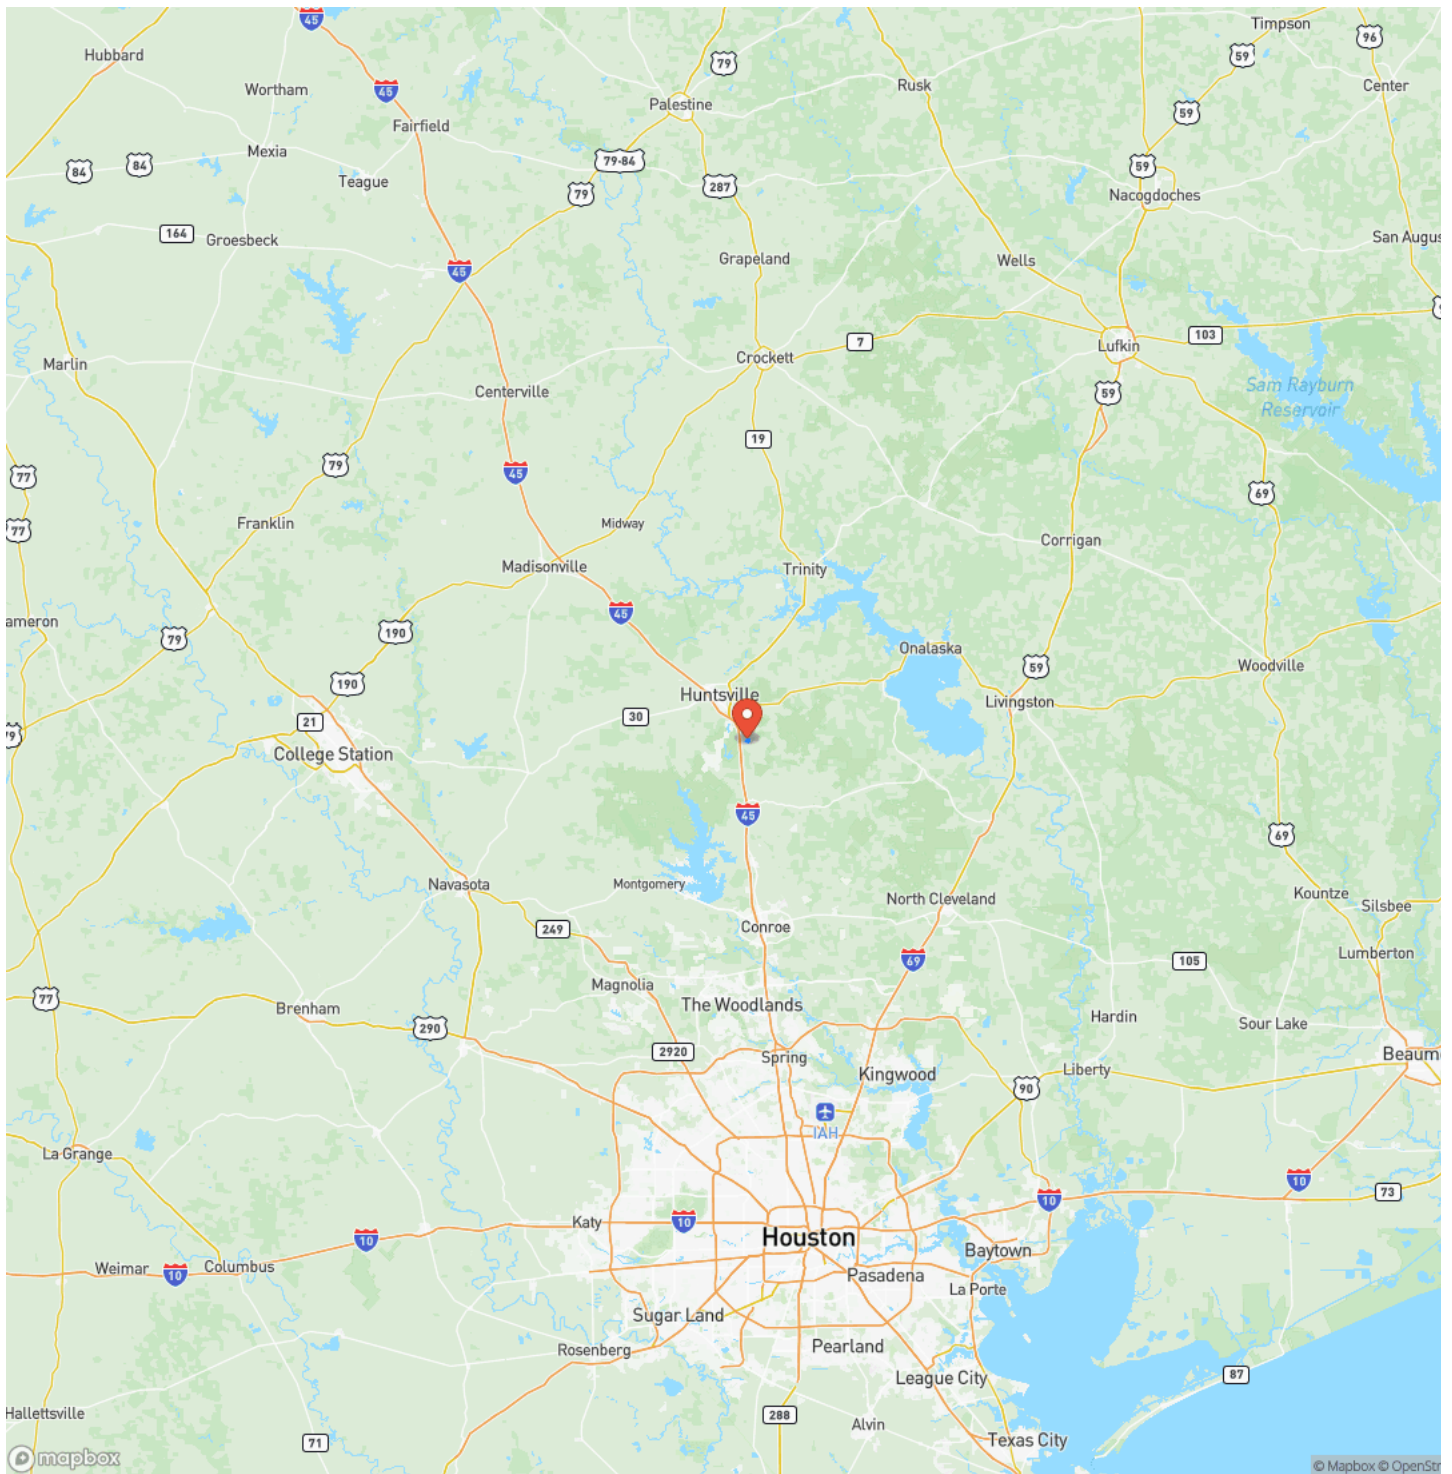 45
Timpson
Hubbard
79
59
96
Wortham
45
Palestine
Rusk
Center
59
Fairfield
Mexia
84
84
79-84
59
Teague
79
287
Nacogdoches
164
Groesbeck
San Augus
45
Grapeland
Wells
Marlin
Crockett
7
Lufkin
103
Centerville
59
Sam Rayburn
Reservoir
19
77
79
45
69
77
Franklin
Midway
Corrigan
Madisonville
Trinity
45
ameron
79
190
Onalaska
59
Woodville
190
Huntsville
Livingston
79
21
30
College Station
45
69
Navasota
Montgomery
North Cleveland
Kountze
Silsbee
249
Conroe
69
105
Lumberton
Magnolia
77
Brenham
The Woodlands
Hardin
Sour Lake
290
2920
Spring
Kingwood
Liberty
Beaum
90
IAH
La Grange
10
73
10
Katy
10
10
Houston
Baytown
Weimar
10
Columbus
Pasadena
La Porte
Sugar Land
Rosenberg
Pearland
League City
87
Hallettsville
288
Alvin
71
Texas City
mapbox
© Mapbox © OpenStr